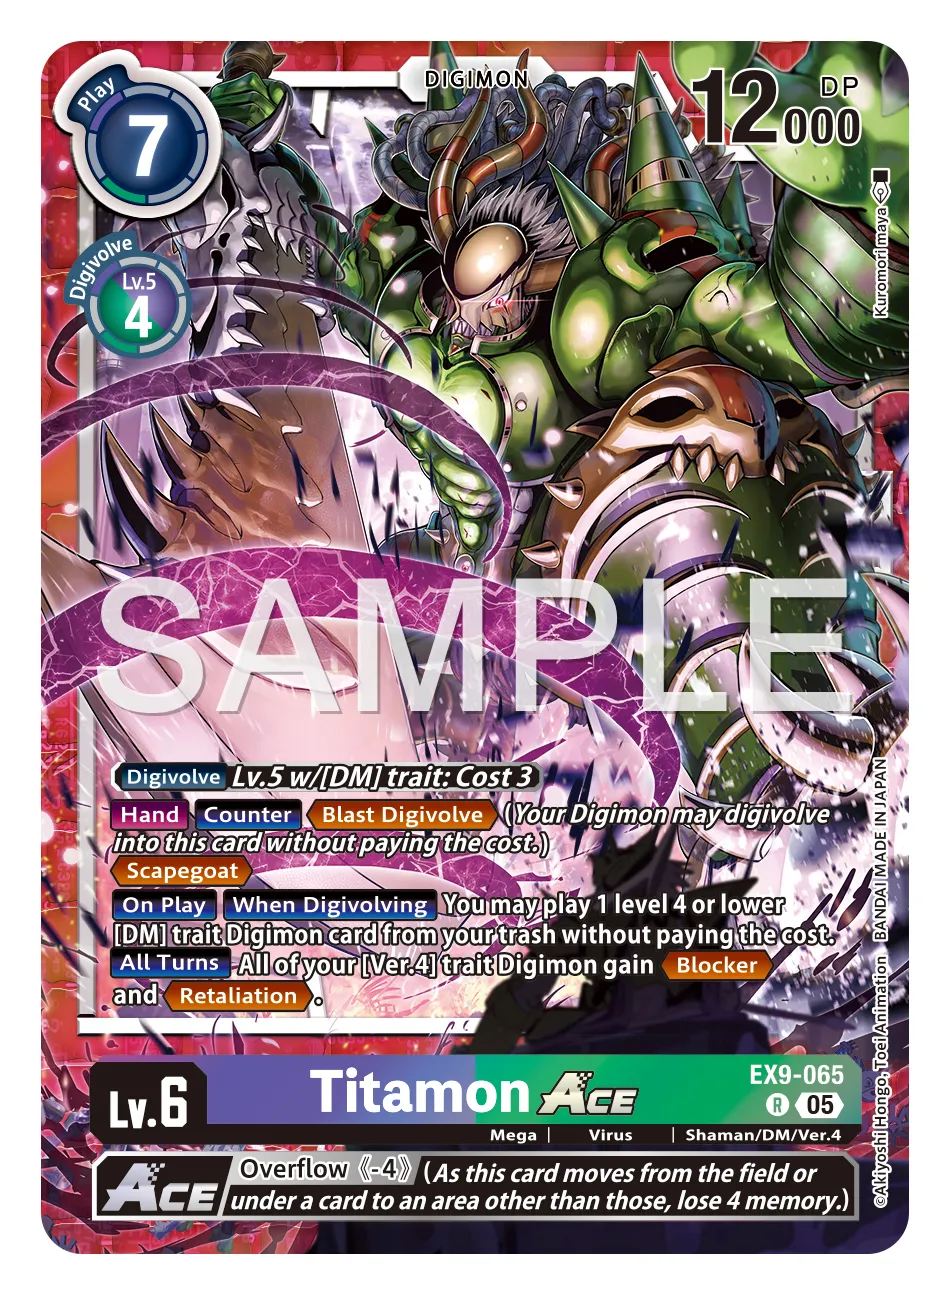 DIGIMON
Play
7
12000
DP
Digivolve
Lv.5
4
Kuromori imaya
SAMPLE
Digivolve Lv.5 w/[DM] trait: Cost 3
Hand Counter Blast Digivolve (Your Digimon may digivolve
into this card without paying the cost.)
Scapegoat
On Play When Digivolving You may play 1 level 4 or lower
[DM] trait Digimon card from your trash without paying the cost.
All Turns All of your [Ver.4] trait Digimon gain Blocker
and Retaliation.
©Akiyoshi Hongo, Toei Animation BANDAI MADE IN JAPAN
Lv.6
Titamon ACE
EX9-065
R 05
Mega | Virus | Shaman/DM/Ver.4
ACE
Overflow《-4》(As this card moves from the field or
under a card to an area other than those, lose 4 memory.)